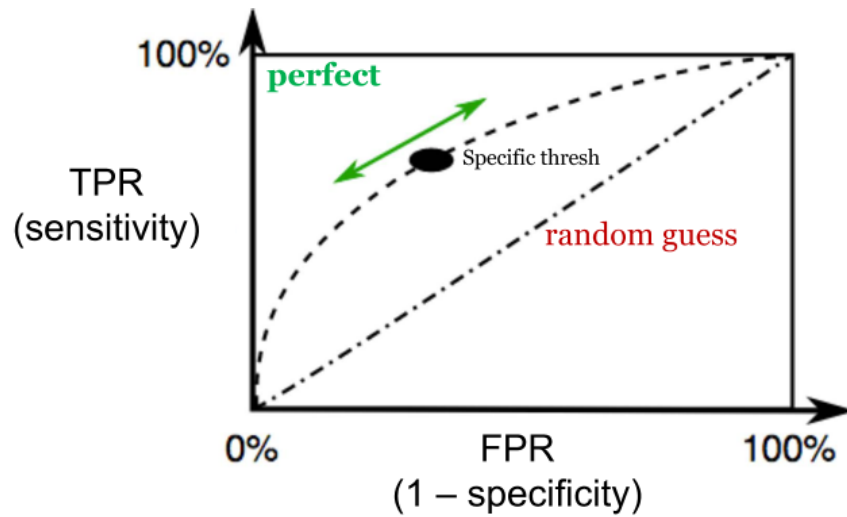 100%
perfect
Specific thresh
TPR
(sensitivity)
random guess
0%
FPR
100%
(1 – specificity)